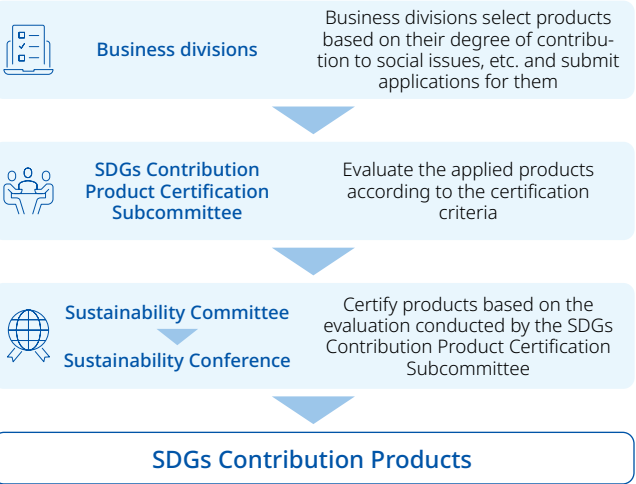 Business divisions
Business divisions select products
based on their degree of contribu-
tion to social issues, etc. and submit
applications for them
SDGs Contribution
Product Certification
Subcommittee
Evaluate the applied products
according to the certification
criteria
Sustainability Committee
Sustainability Conference
Certify products based on the
evaluation conducted by the SDGs
Contribution Product Certification
Subcommittee
SDGs Contribution Products